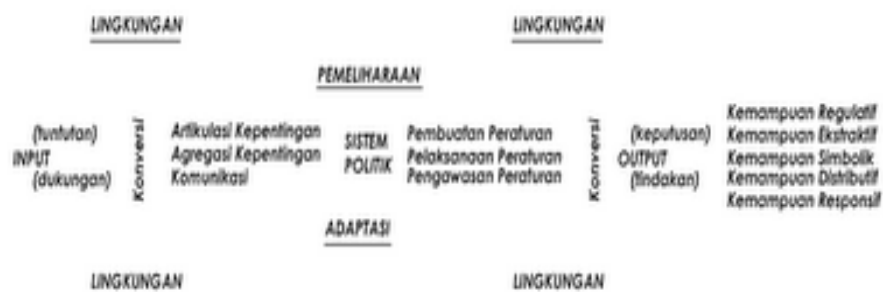 LINGKUNGAN LINGKUNGAN
PEMELIHARAAN
(tuntutan)
INPUT
(dukungan)
Konversi
Artikulasi Kepentingan
Agregasi Kepentingan
Komunikasi
SISTEM
POLITIK
Pembuatan Peraturan
Pelaksanaan Peraturan
Pengawasan Peraturan
Konversi
(keputusan)
OUTPUT
(tindakan)
Kemampuan Regulatif
Kemampuan Ekstraktif
Kemampuan Simbolik
Kemampuan Distributif
Kemampuan Responsif
ADAPTASI
LINGKUNGAN LINGKUNGAN